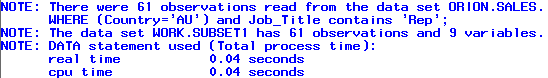 NOTE: There were 61 observations read from the data set ORION.SALES.
WHERE (Country='AU') and Job_Title contains 'Rep';
NOTE: The data set WORK.SUBSET1 has 61 observations and 9 variables.
NOTE: DATA statement used (Total process time):
real time 0.04 seconds
cpu time 0.04 seconds